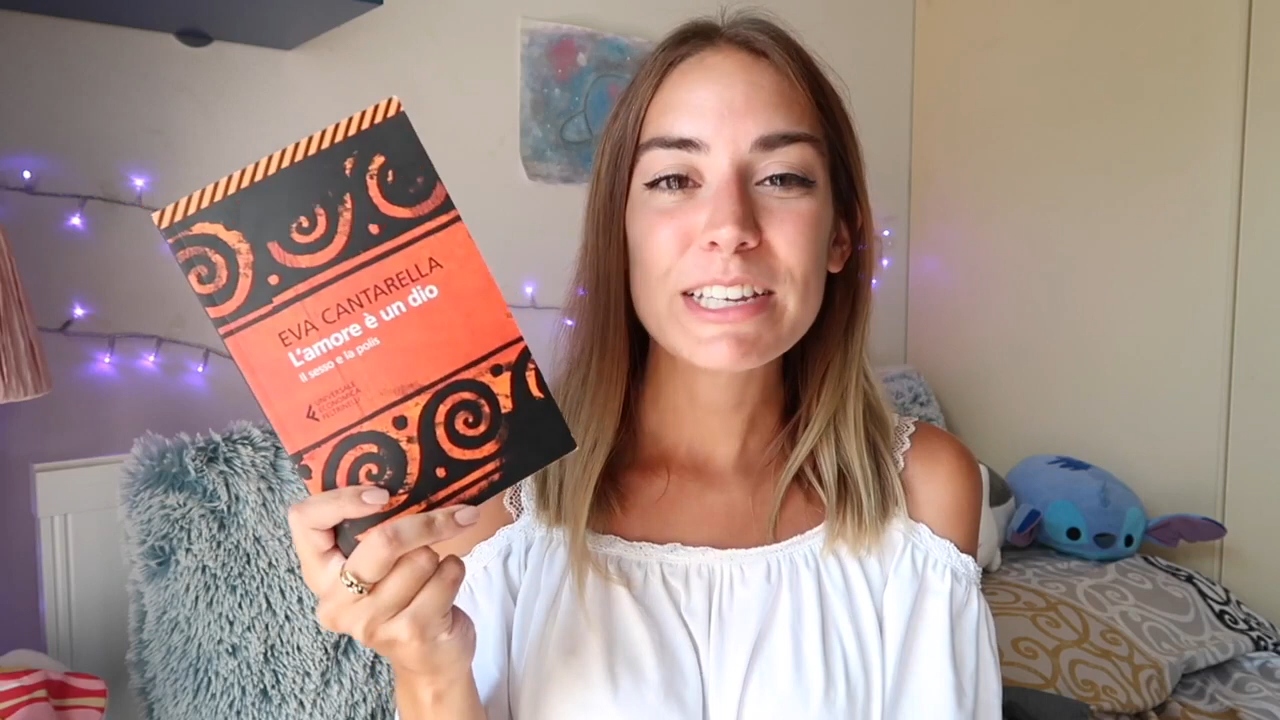 EVA CANTARELLA
L'amore è un dio
Il sesso e la polis
UNIVERSALE
ECONOMICA
FELTRINELLI